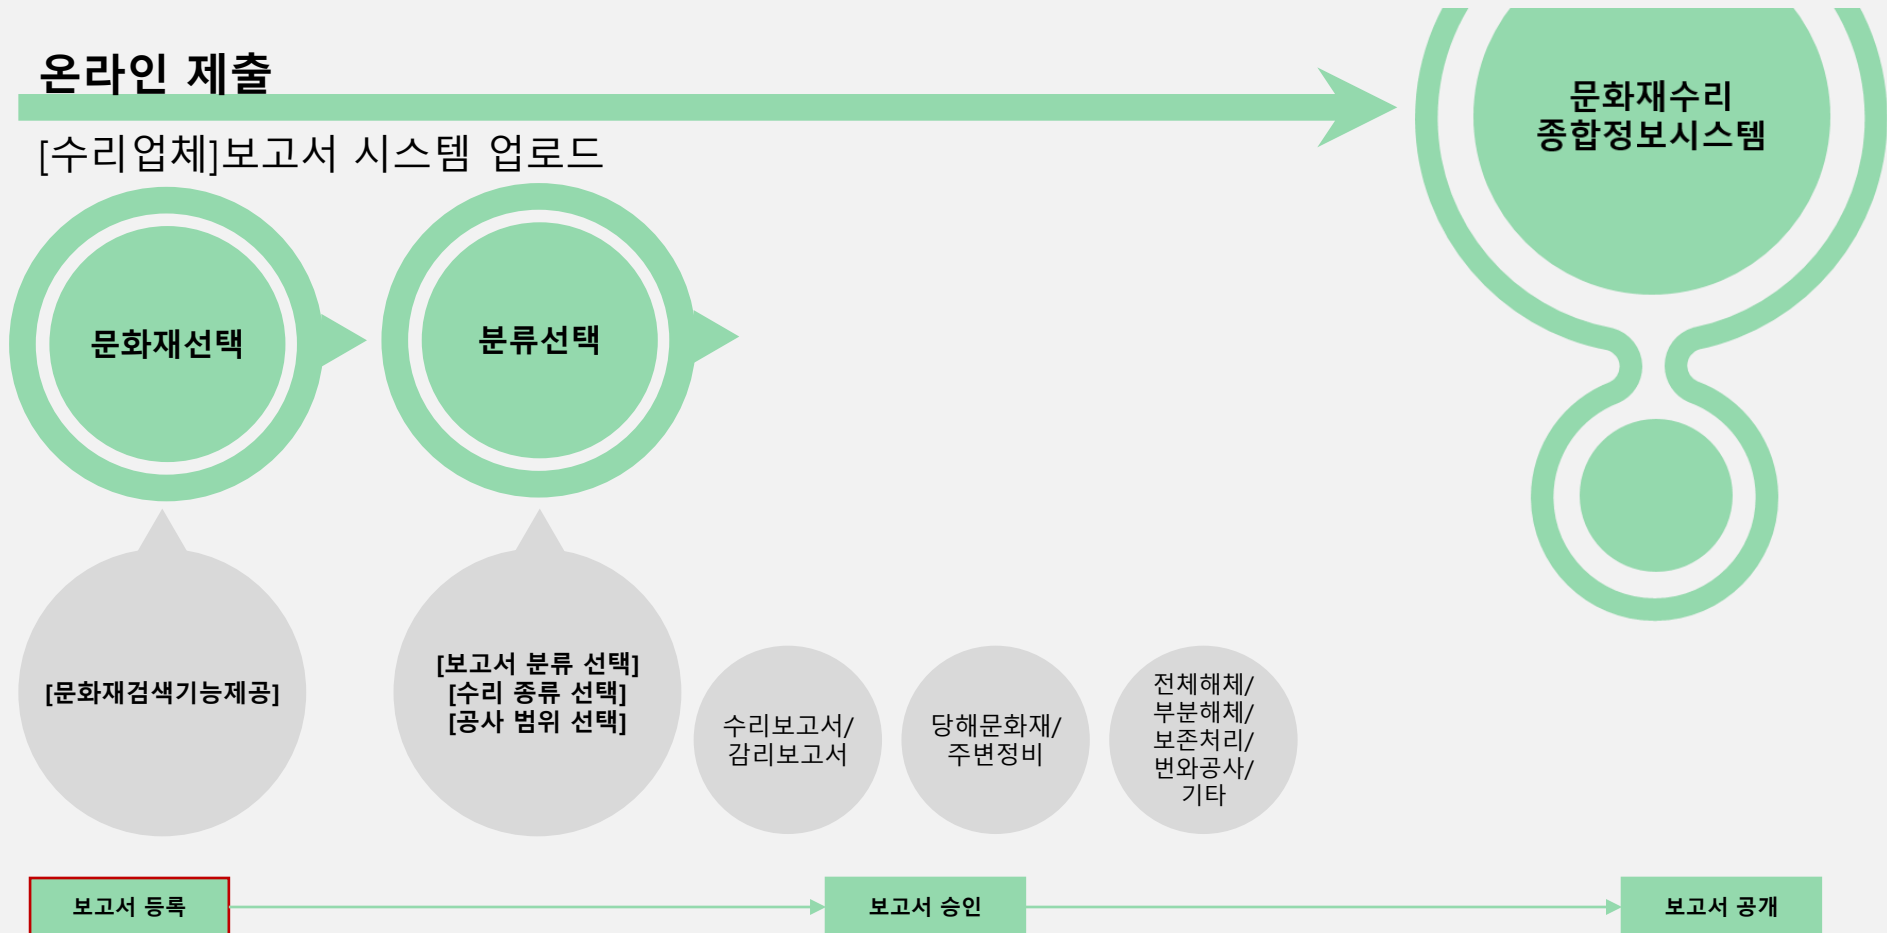 온라인 제출
[수리업체]보고서 시스템 업로드
문화재수리
종합정보시스템
문화재선택
분류선택
[문화재검색기능제공]
[보고서 분류 선택]
[수리 종류 선택]
[공사 범위 선택]
수리보고서/
감리보고서
당해문화재/
주변정비
전체해체/
부분해체/
보존처리/
번와공사/
기타
보고서 등록
보고서 승인
보고서 공개